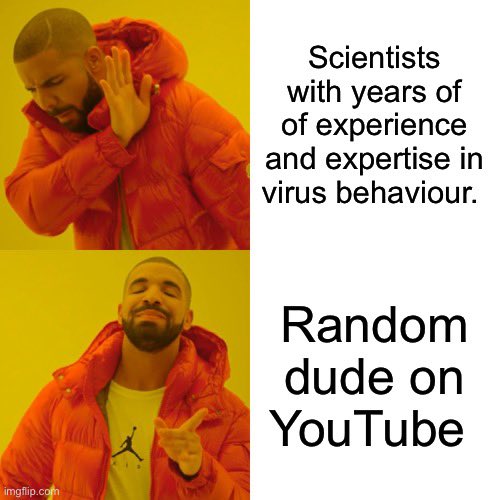 Scientists
with years of
of experience
and expertise in
virus behaviour.
Random
dude on
YouTube
imgflip.com